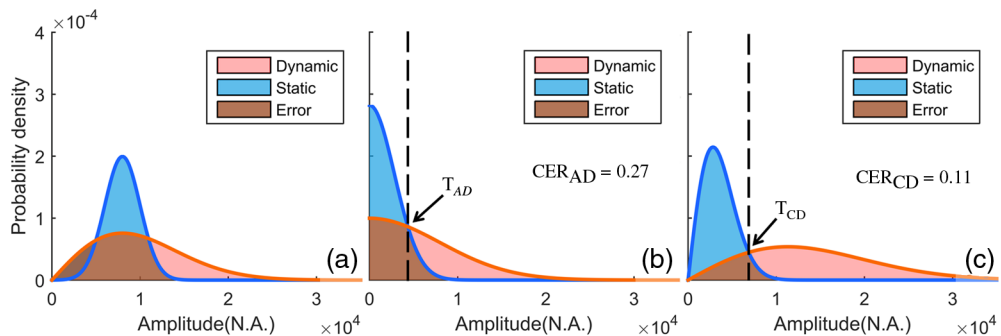 ×10⁻⁴
4
3
2
1
0
Probability density
Dynamic
Static
Error
(a)
0 1 2 3
Amplitude(N.A.) ×10⁴
Dynamic
Static
Error
CER_AD = 0.27
T_AD
(b)
0 1 2 3
Amplitude(N.A.) ×10⁴
Dynamic
Static
Error
CER_CD = 0.11
T_CD
(c)
0 1 2 3
Amplitude(N.A.) ×10⁴